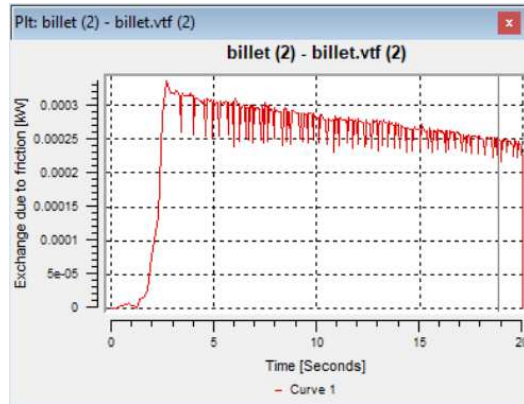 Plt: billet (2) - billet.vtf (2)
x
billet (2) - billet.vtf (2)
Exchange due to friction [kW]
0.0003
0.00025
0.0002
0.00015
0.0001
5e-05
0
0 5 10 15 20
Time [Seconds]
Curve 1